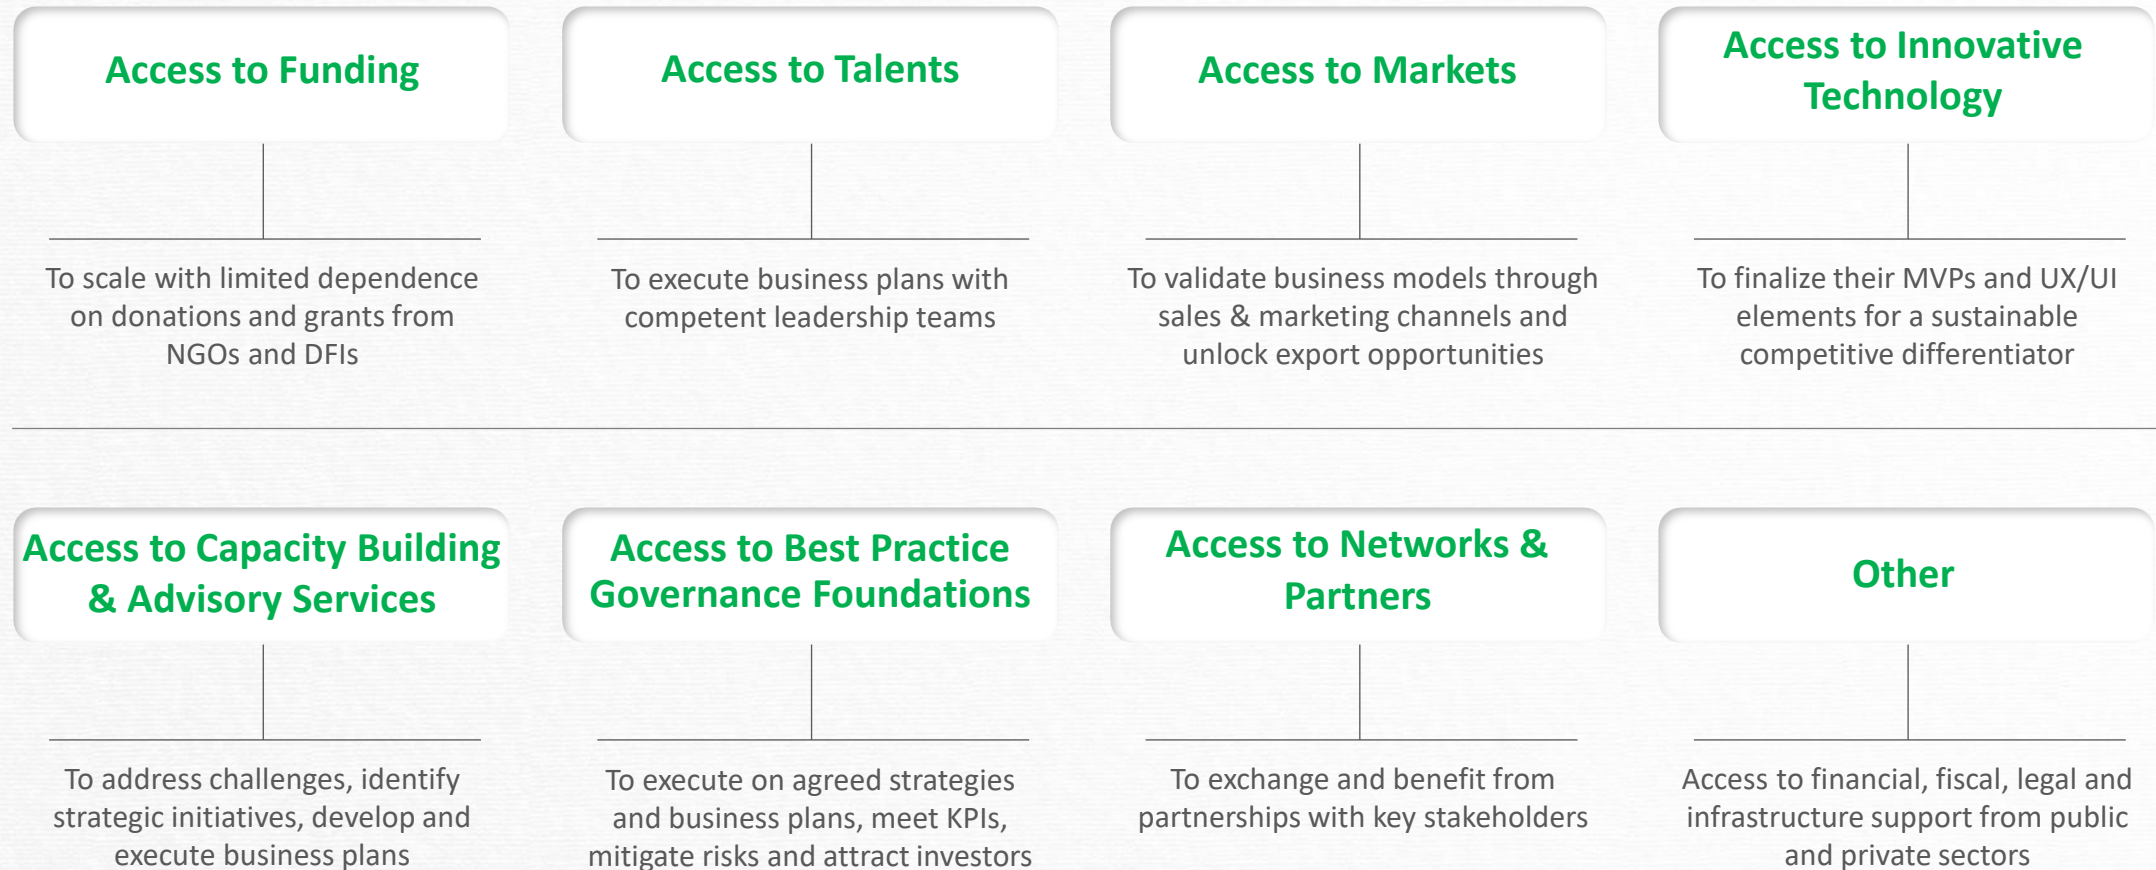 Access to Funding
To scale with limited dependence
on donations and grants from
NGOs and DFIs
Access to Talents
To execute business plans with
competent leadership teams
Access to Markets
To validate business models through
sales & marketing channels and
unlock export opportunities
Access to Innovative
Technology
To finalize their MVPs and UX/UI
elements for a sustainable
competitive differentiator
Access to Capacity Building
& Advisory Services
To address challenges, identify
strategic initiatives, develop and
execute business plans
Access to Best Practice
Governance Foundations
To execute on agreed strategies
and business plans, meet KPIs,
mitigate risks and attract investors
Access to Networks &
Partners
To exchange and benefit from
partnerships with key stakeholders
Other
Access to financial, fiscal, legal and
infrastructure support from public
and private sectors